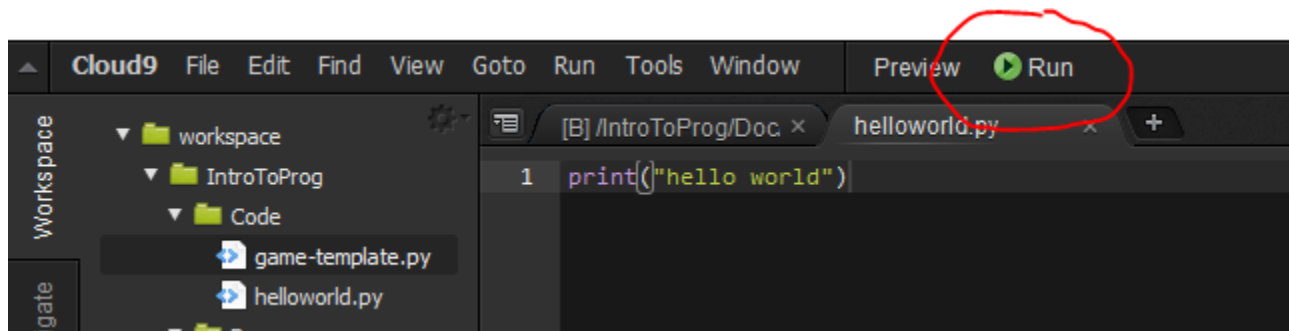 Cloud9 File Edit Find View Goto Run Tools Window Preview Run
Workspace
workspace
IntroToProg
Code
game-template.py
helloworld.py
gate
[B] /IntroToProg/Doc. × helloworld.py × +
1 print("hello world")